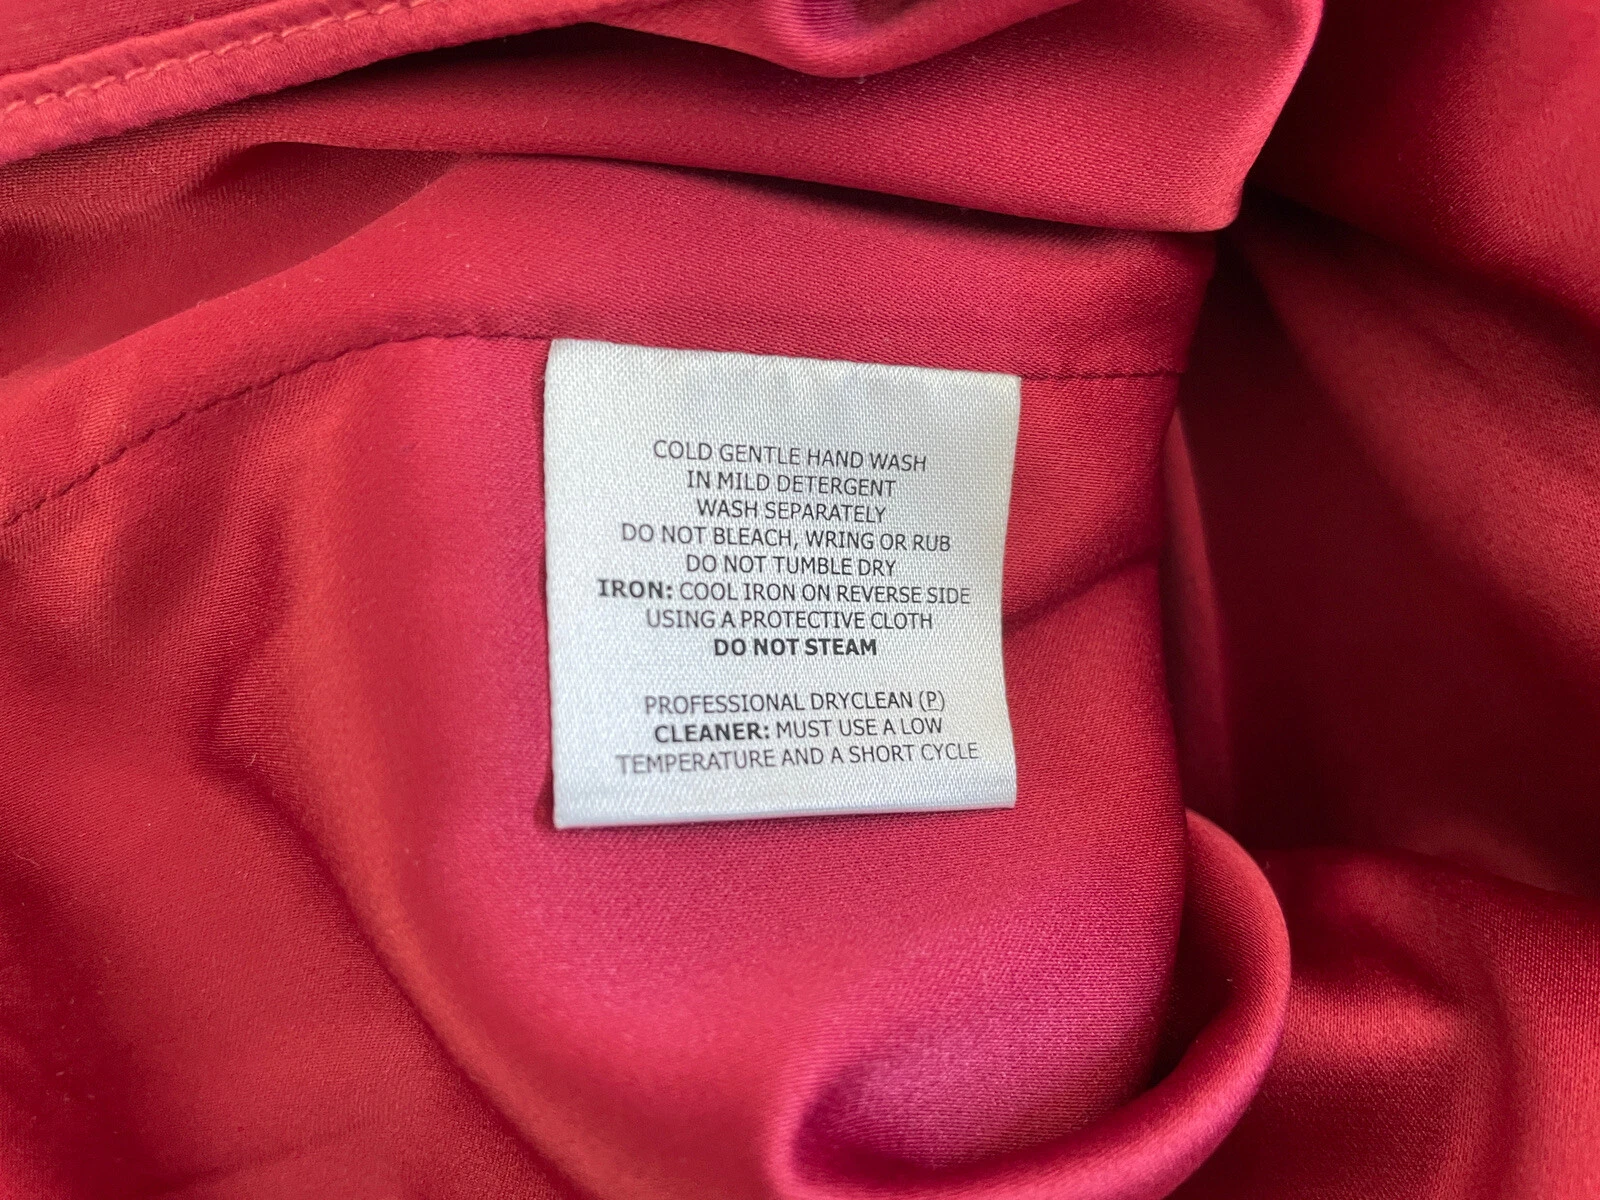 COLD GENTLE HAND WASH
IN MILD DETERGENT
WASH SEPARATELY
DO NOT BLEACH, WRING OR RUB
DO NOT TUMBLE DRY
IRON: COOL IRON ON REVERSE SIDE
USING A PROTECTIVE CLOTH
DO NOT STEAM
PROFESSIONAL DRYCLEAN (P)
CLEANER: MUST USE A LOW
TEMPERATURE AND A SHORT CYCLE